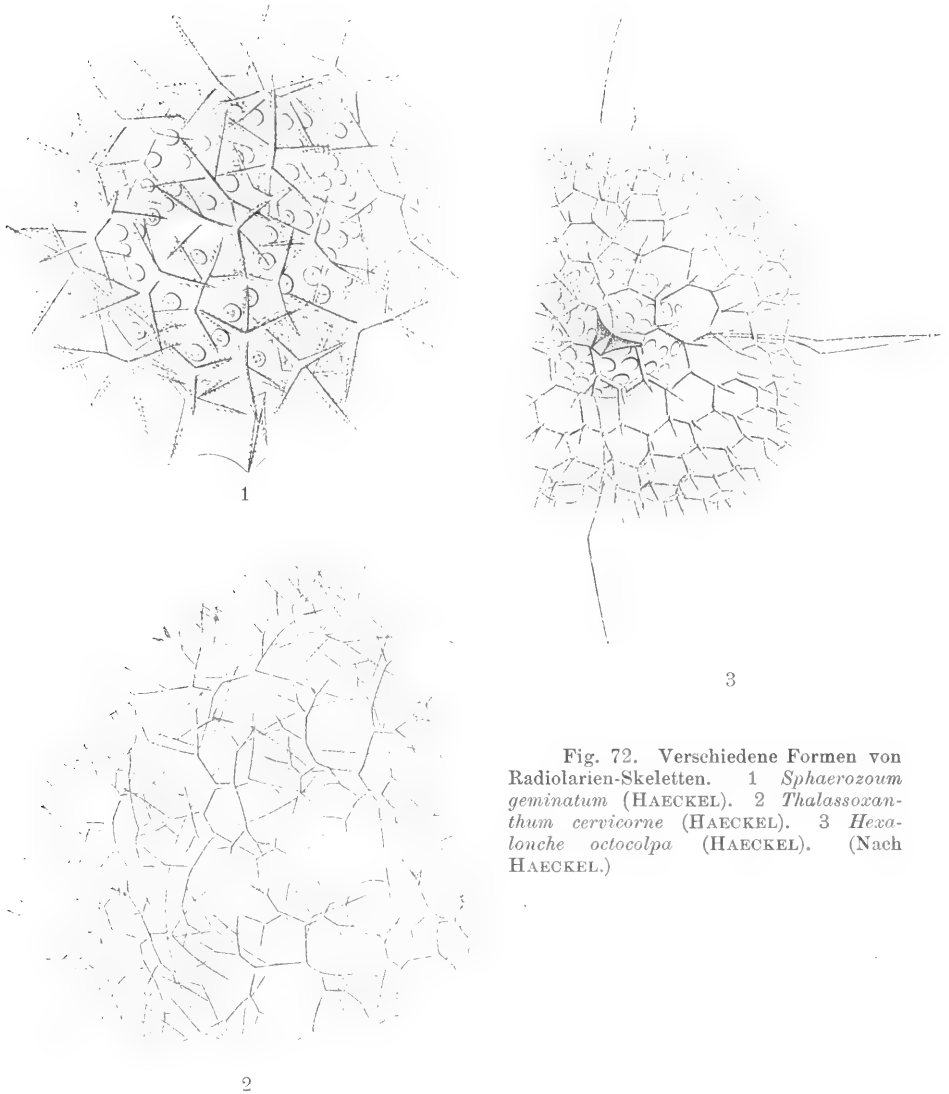 1
3
2
Fig. 72. Verschiedene Formen von
Radiolarien-Skeletten. 1 Sphaerozoum
geminatum (HAECKEL). 2 Thalassoxan-
thum cervicorne (HAECKEL). 3 Hexa-
lonche octocolpa (HAECKEL). (Nach
HAECKEL.)